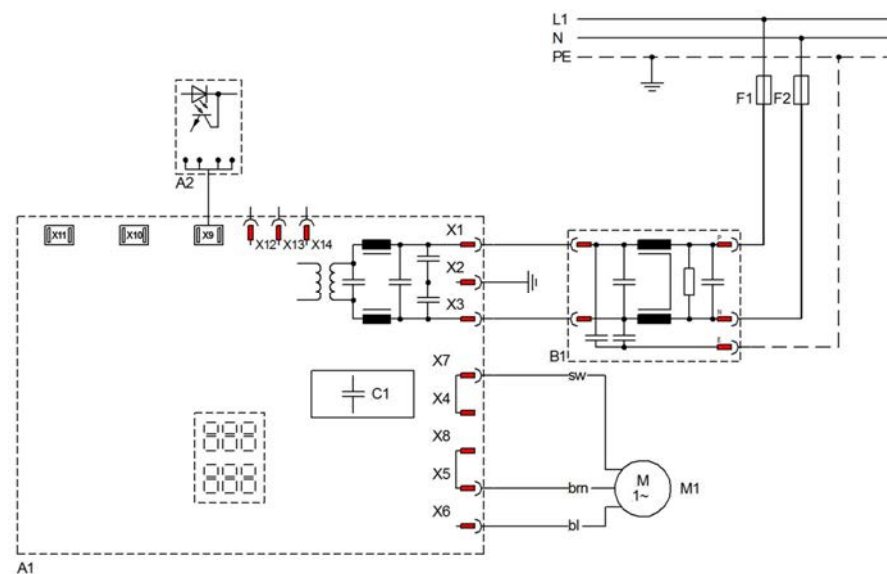 L1
N
PE
F1 F2
A2
X11 X10 X9 X12 X13 X14
X1
X2
X3
P
N
E
B1
X7
sw
X4
C1
X8
X5
brn
M
1~
M1
X6
bl
A1